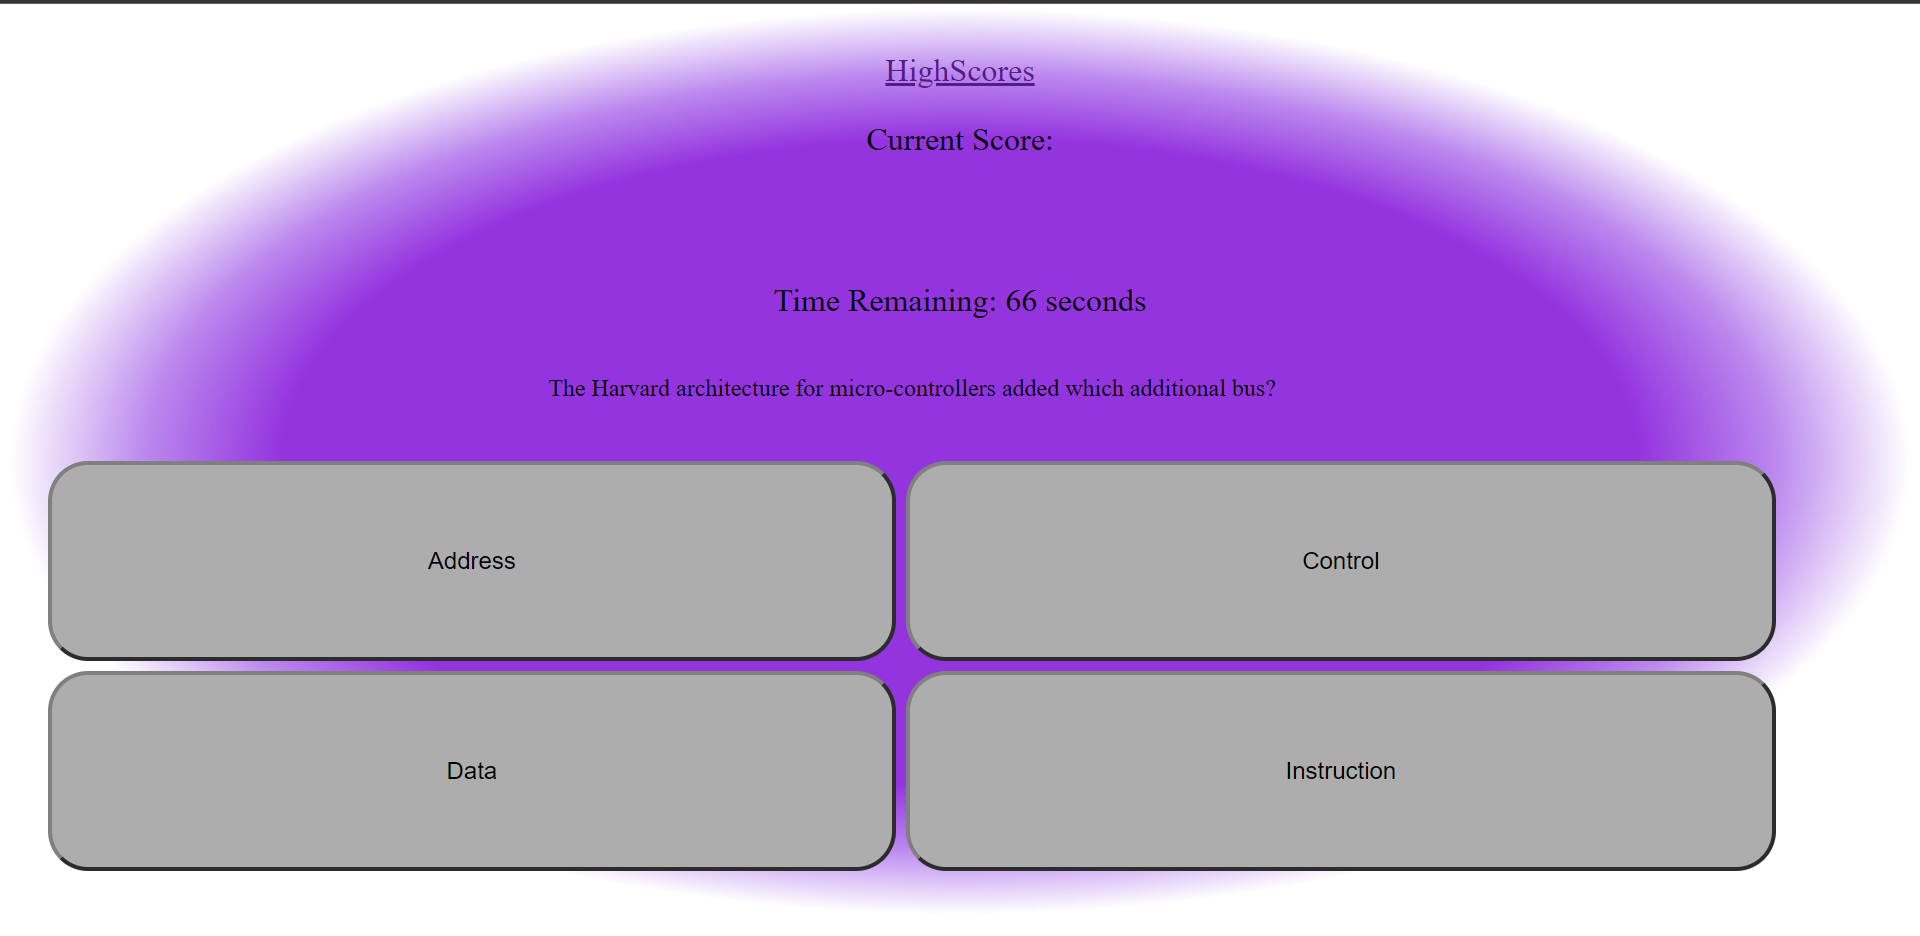 HighScores
Current Score:
Time Remaining: 66 seconds
The Harvard architecture for micro-controllers added which additional bus?
Address
Control
Data
Instruction